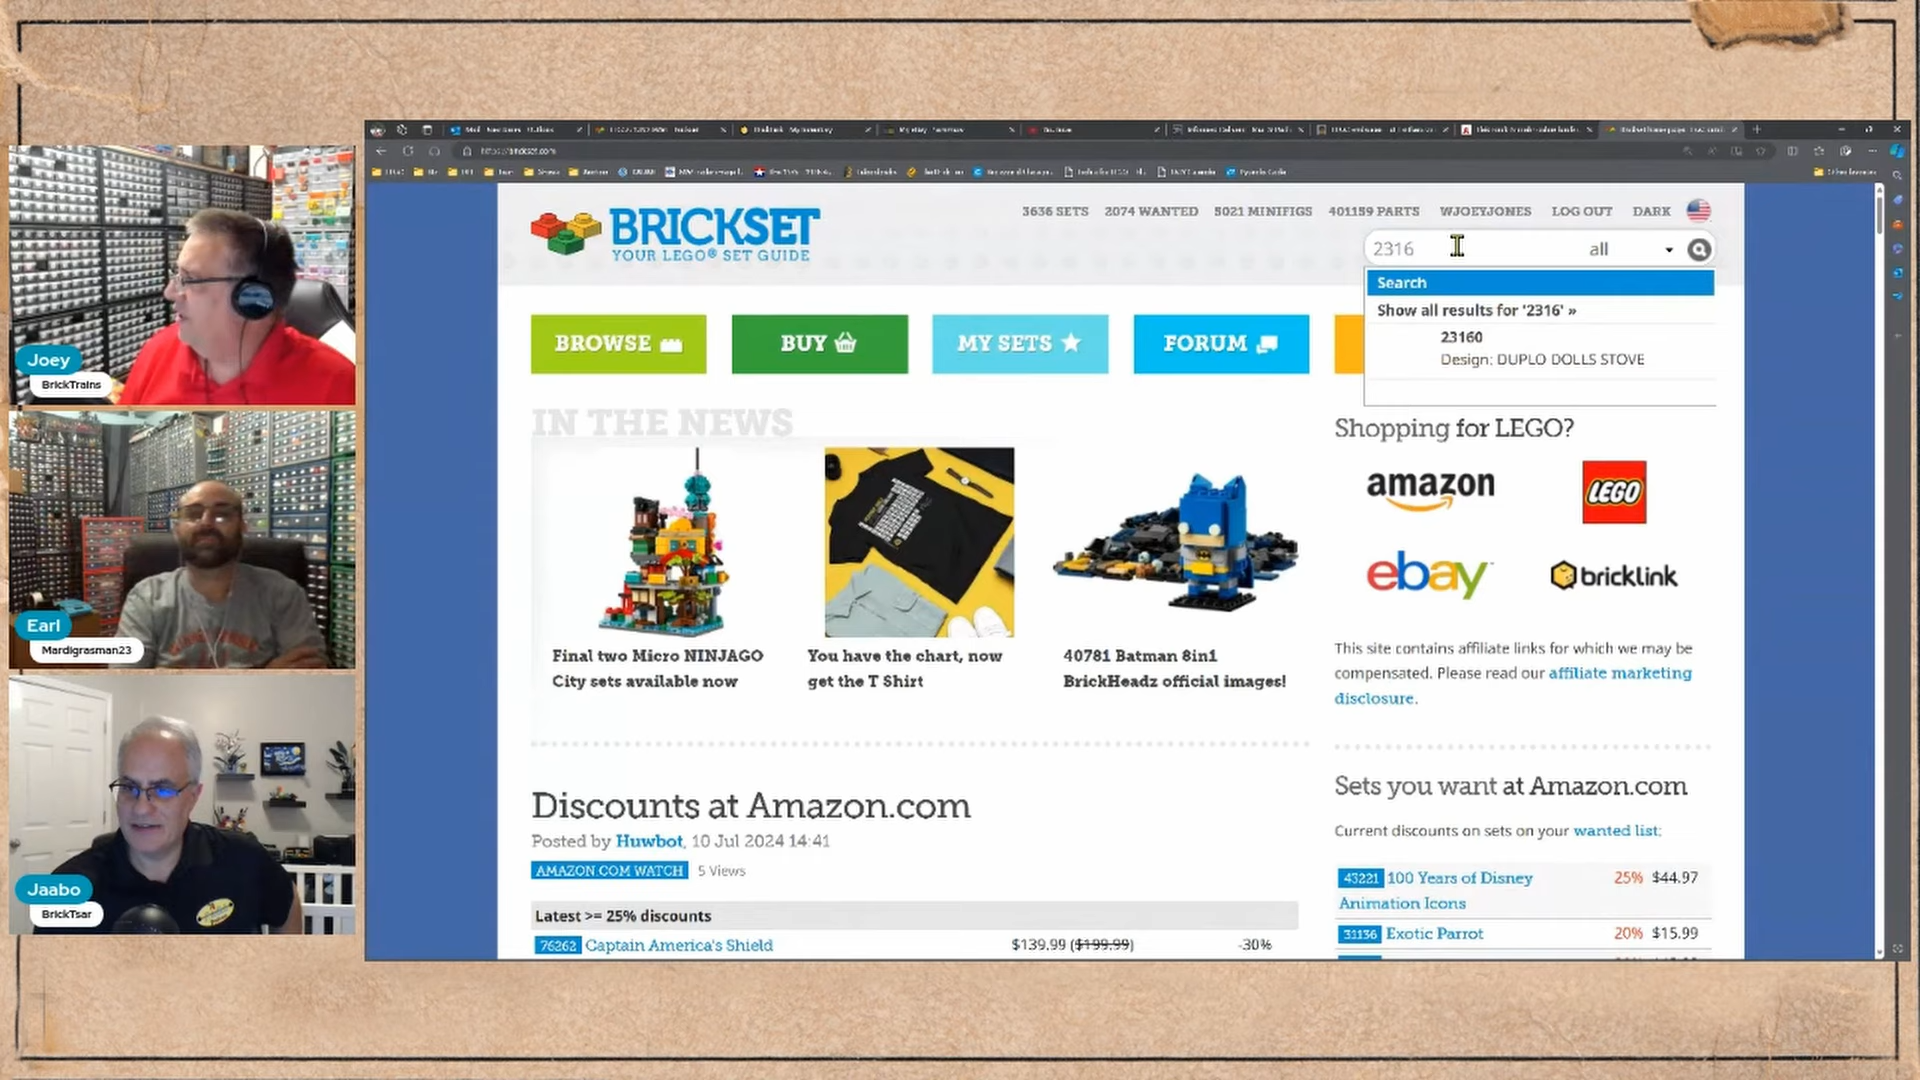 Joey
BrickTrains
Earl
Mardigrasman23
Jaabo
BrickTsar
BRICKSET
YOUR LEGO® SET GUIDE
3636 SETS
2074 WANTED
5021 MINIFIGS
401159 PARTS
WJOEYJONES
LOG OUT
DARK
2316
all
Search
Show all results for '2316' »
23160
Design: DUPLO DOLLS STOVE
BROWSE
BUY
MY SETS
FORUM
IN THE NEWS
Final two Micro NINJAGO
City sets available now
You have the chart, now
get the T Shirt
40781 Batman 8in1
BrickHeadz official images!
Shopping for LEGO?
amazon
LEGO
ebay
bricklink
This site contains affiliate links for which we may be
compensated. Please read our affiliate marketing
disclosure.
Discounts at Amazon.com
Posted by Huwbot, 10 Jul 2024 14:41
AMAZON.COM WATCH 5 Views
Latest >= 25% discounts
76262 Captain America's Shield $139.99 ($199.99) -30%
Sets you want at Amazon.com
Current discounts on sets on your wanted list:
43221 100 Years of Disney 25% $44.97
Animation Icons
31136 Exotic Parrot 20% $15.99